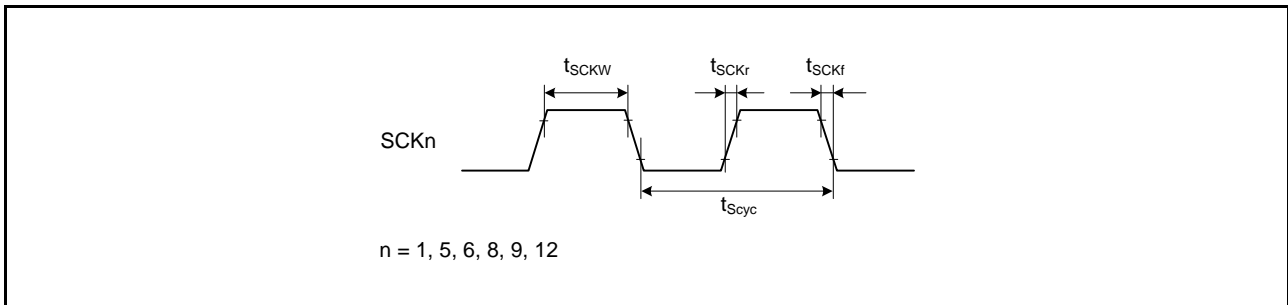 tSCKW tSCKr tSCKf
SCKn
tScyc
n = 1, 5, 6, 8, 9, 12